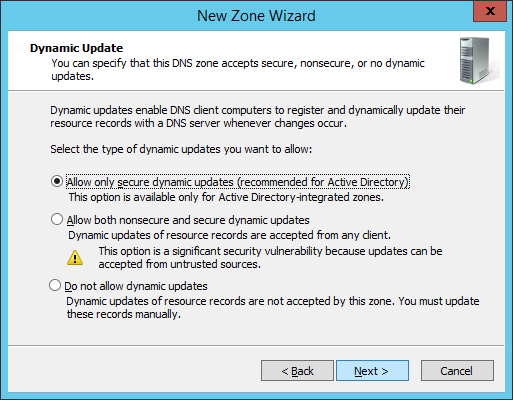 New Zone Wizard
X
Dynamic Update
You can specify that this DNS zone accepts secure, nonsecure, or no dynamic
updates.
Dynamic updates enable DNS client computers to register and dynamically update their
resource records with a DNS server whenever changes occur.
Select the type of dynamic updates you want to allow:
Allow only secure dynamic updates (recommended for Active Directory)
This option is available only for Active Directory-integrated zones.
Allow both nonsecure and secure dynamic updates
Dynamic updates of resource records are accepted from any client.
This option is a significant security vulnerability because updates can be
accepted from untrusted sources.
Do not allow dynamic updates
Dynamic updates of resource records are not accepted by this zone. You must update
these records manually.
< Back Next > Cancel